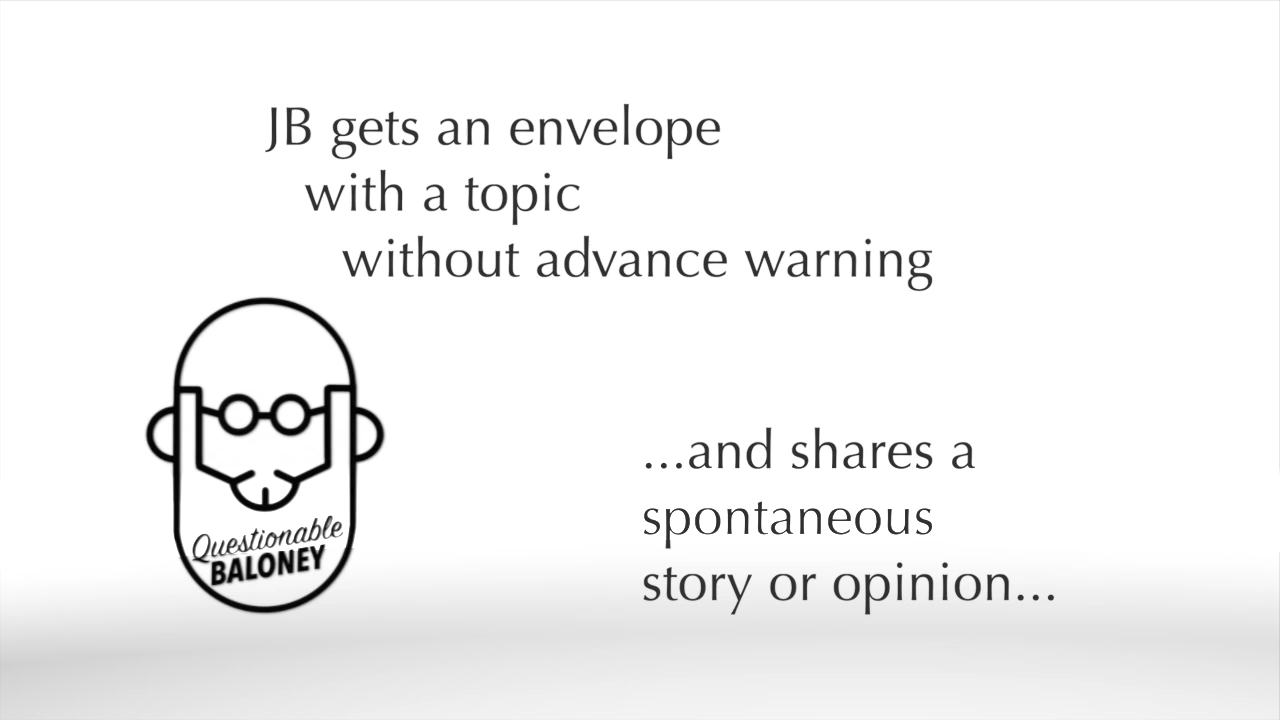 JB gets an envelope
with a topic
without advance warning
...and shares a
spontaneous
story or opinion...
Questionable
BALONEY